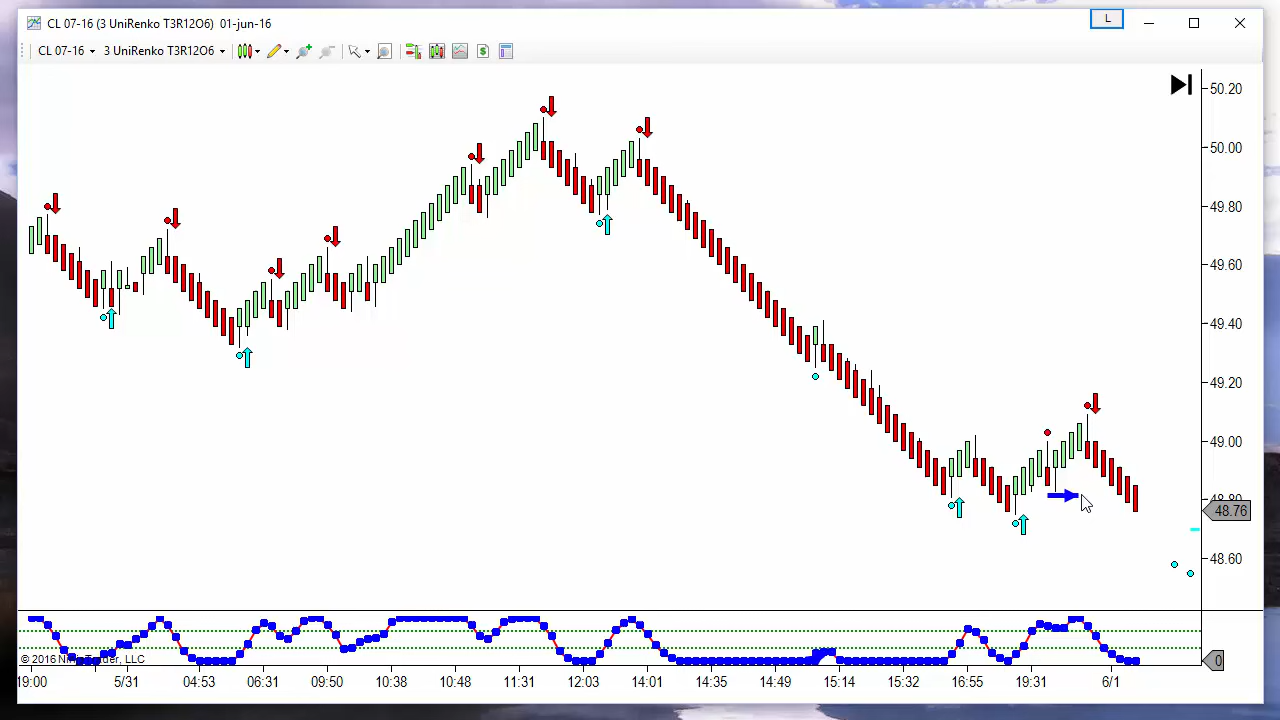 CL 07-16 (3 UniRenko T3R12O6) 01-jun-16
L
CL 07-16
3 UniRenko T3R12O6
$
50.20
50.00
49.80
49.60
49.40
49.20
49.00
48.80
48.76
48.60
© 2016 NinjaTrader, LLC
0
19:00 5/31 04:53 06:31 09:50 10:38 10:48 11:31 12:03 14:01 14:35 14:49 15:14 15:32 16:55 19:31 6/1